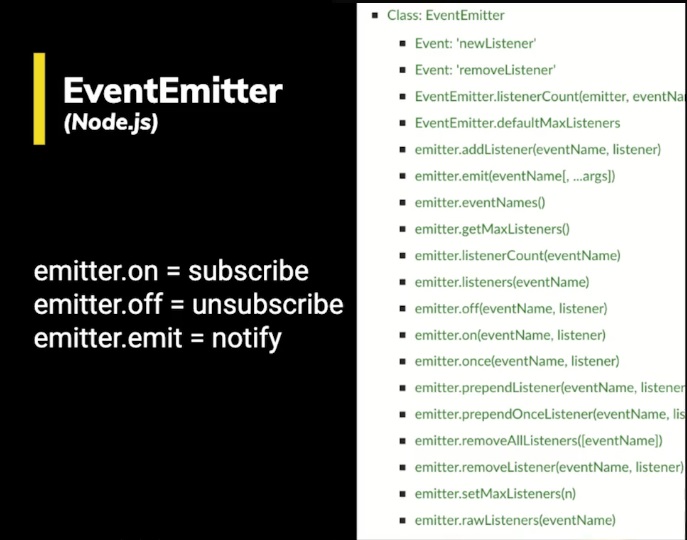 EventEmitter
(Node.js)
emitter.on = subscribe
emitter.off = unsubscribe
emitter.emit = notify
Class: EventEmitter
Event: 'newListener'
Event: 'removeListener'
EventEmitter.listenerCount(emitter, eventNa
EventEmitter.defaultMaxListeners
emitter.addListener(eventName, listener)
emitter.emit(eventName[, ...args])
emitter.eventNames()
emitter.getMaxListeners()
emitter.listenerCount(eventName)
emitter.listeners(eventName)
emitter.off(eventName, listener)
emitter.on(eventName, listener)
emitter.once(eventName, listener)
emitter.prependListener(eventName, listener
emitter.prependOnceListener(eventName, lis
emitter.removeAllListeners([eventName])
emitter.removeListener(eventName, listener)
emitter.setMaxListeners(n)
emitter.rawListeners(eventName)